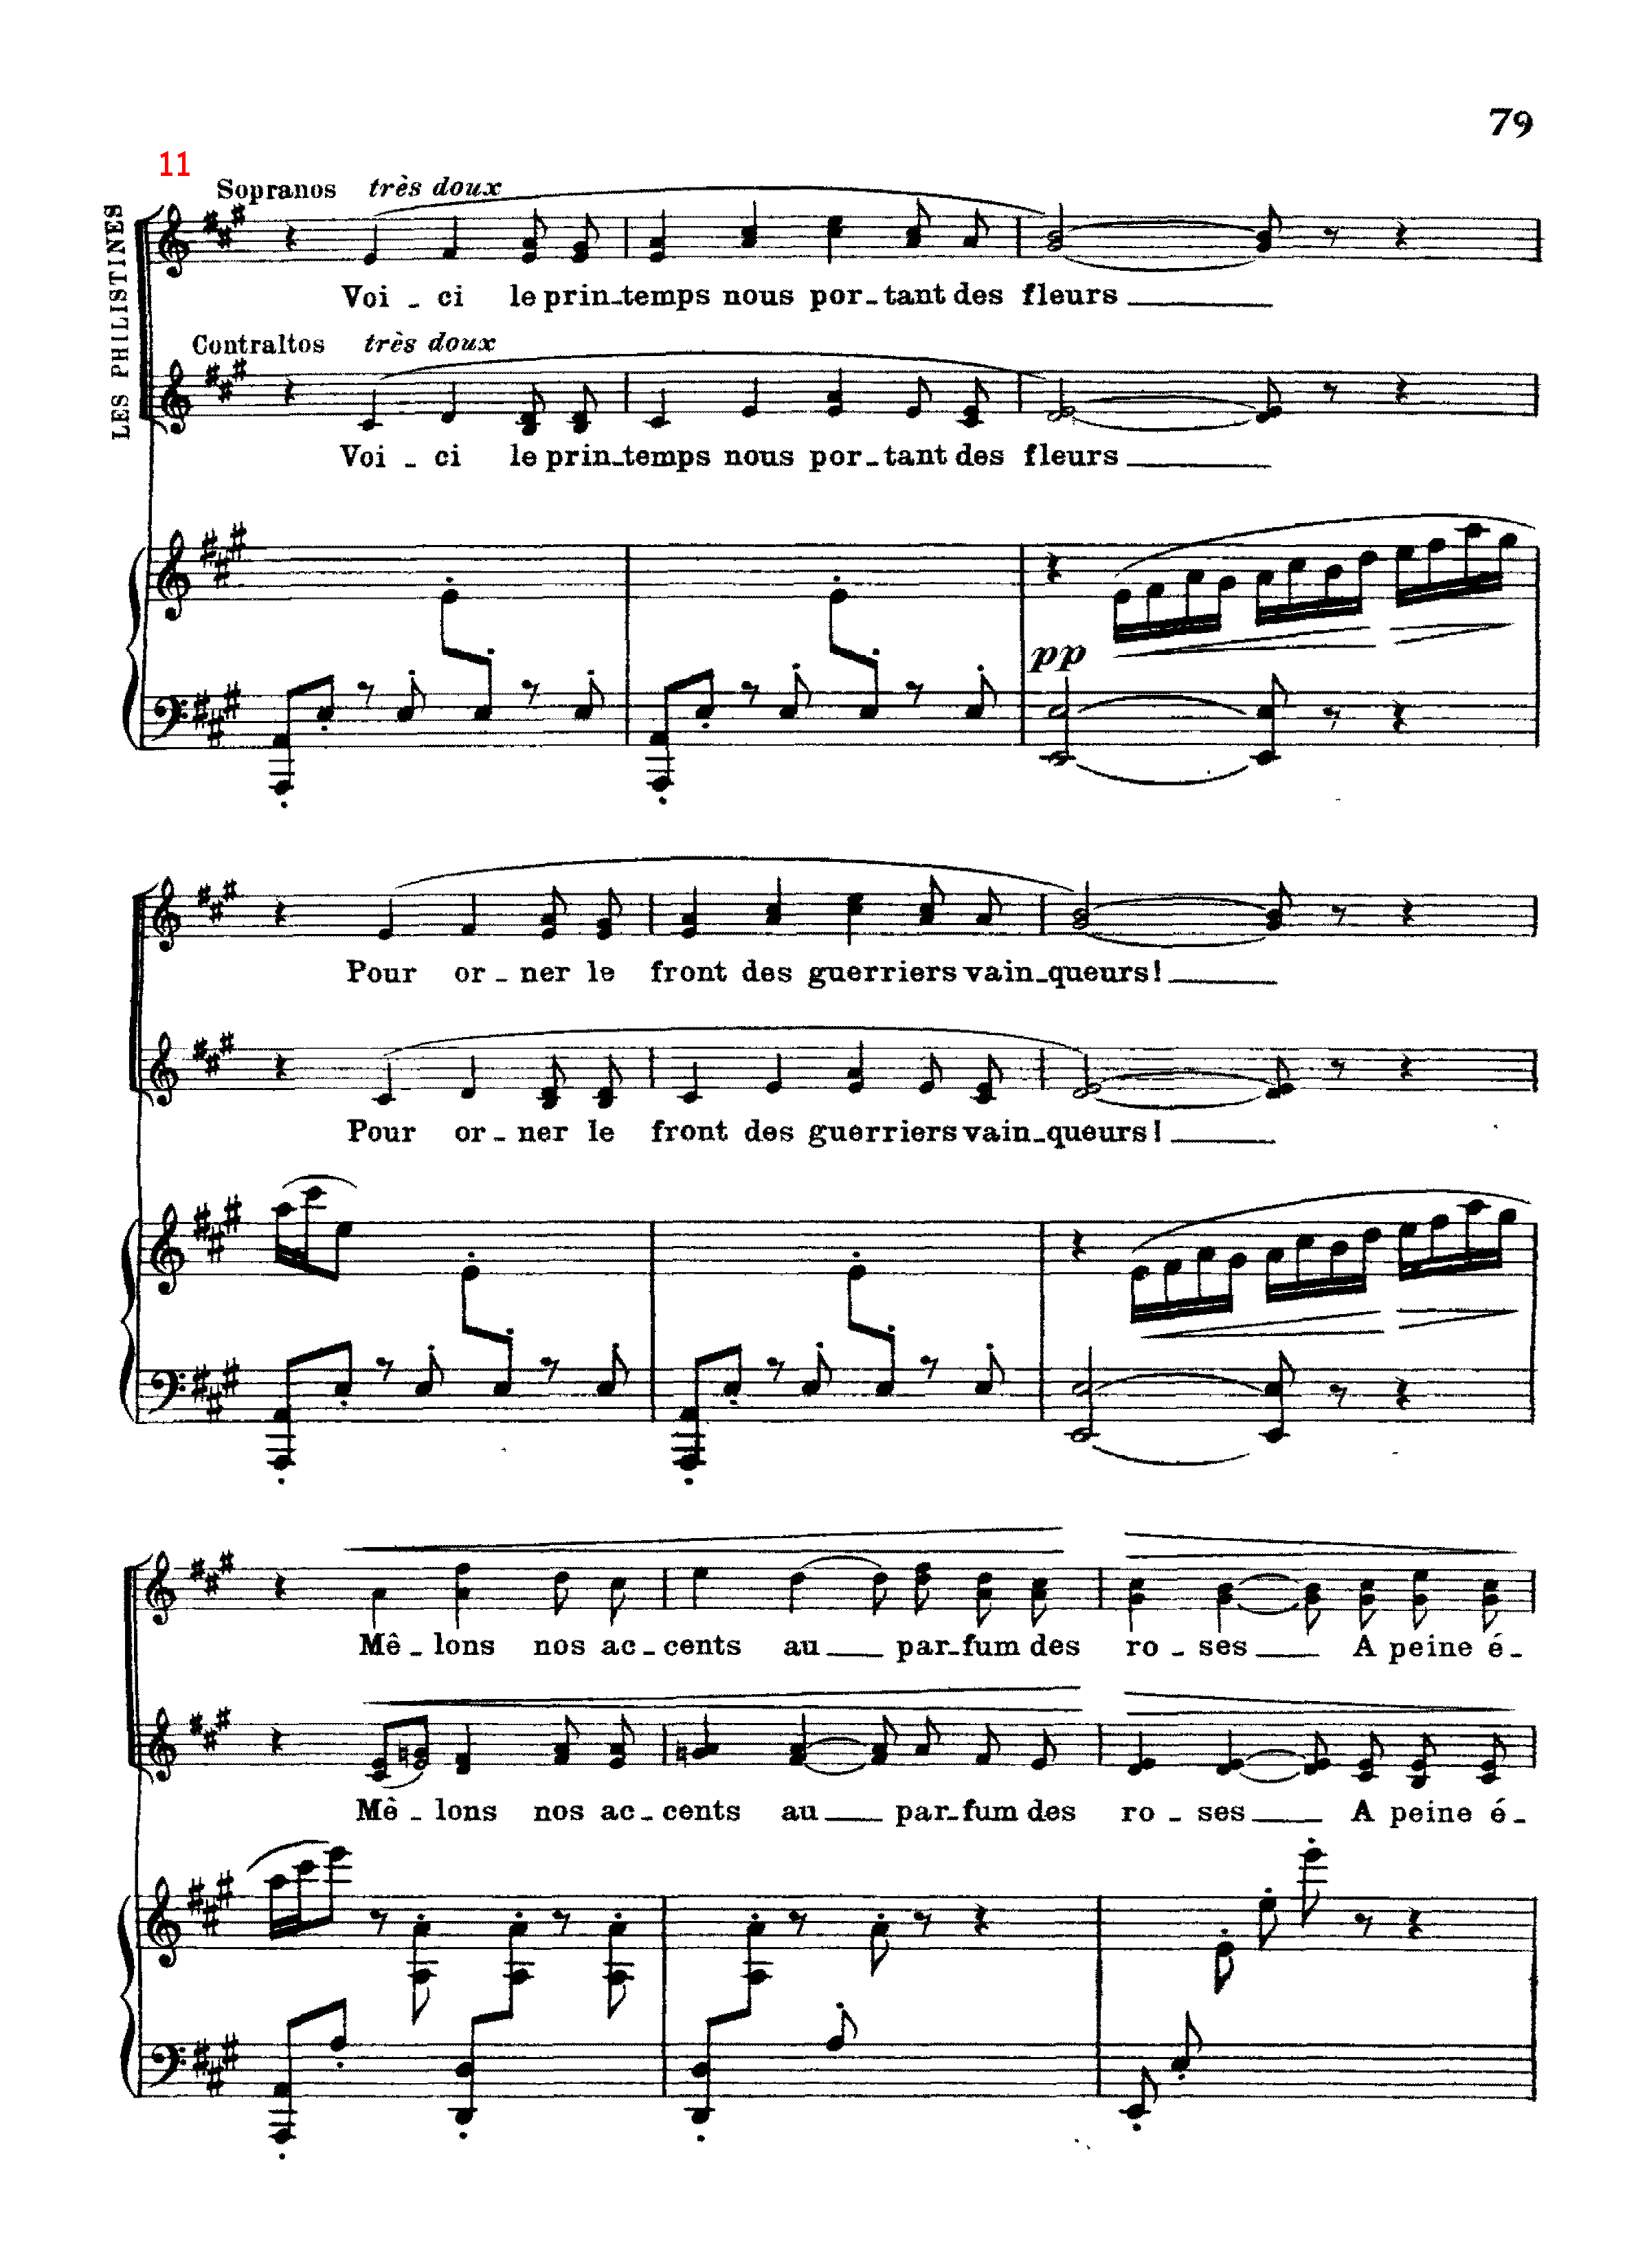 79
11
Sopranos très doux
LES PHILISTINES
Voi - ci le prin - temps nous por - tant des fleurs
Contraltos très doux
Voi - ci le prin - temps nous por - tant des fleurs
pp
Pour or - ner le front des guerriers vain - queurs!
Pour or - ner le front des guerriers vain - queurs!
Mê - lons nos ac - cents au par - fum des ro - ses A peine é -
Mê - lons nos ac - cents au par - fum des ro - ses A peine é -